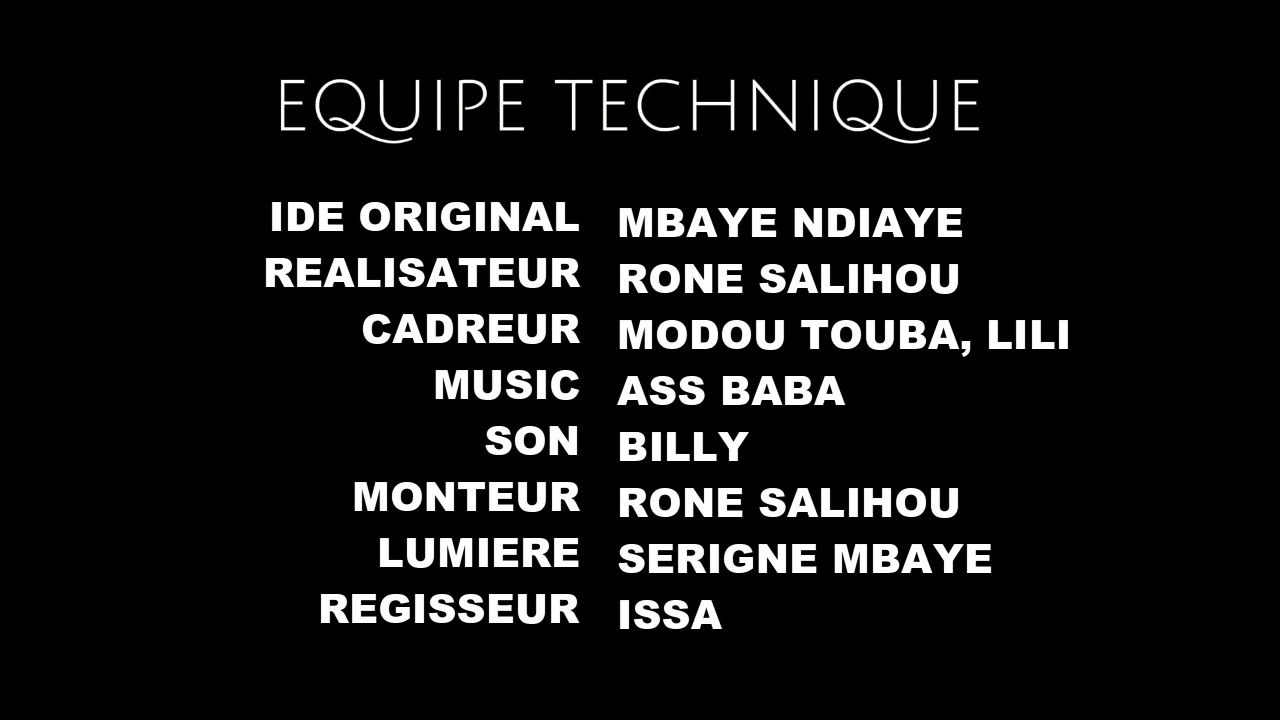 EQUIPE TECHNIQUE
IDE ORIGINAL MBAYE NDIAYE
REALISATEUR RONE SALIHOU
CADREUR MODOU TOUBA, LILI
MUSIC ASS BABA
SON BILLY
MONTEUR RONE SALIHOU
LUMIERE SERIGNE MBAYE
REGISSEUR ISSA